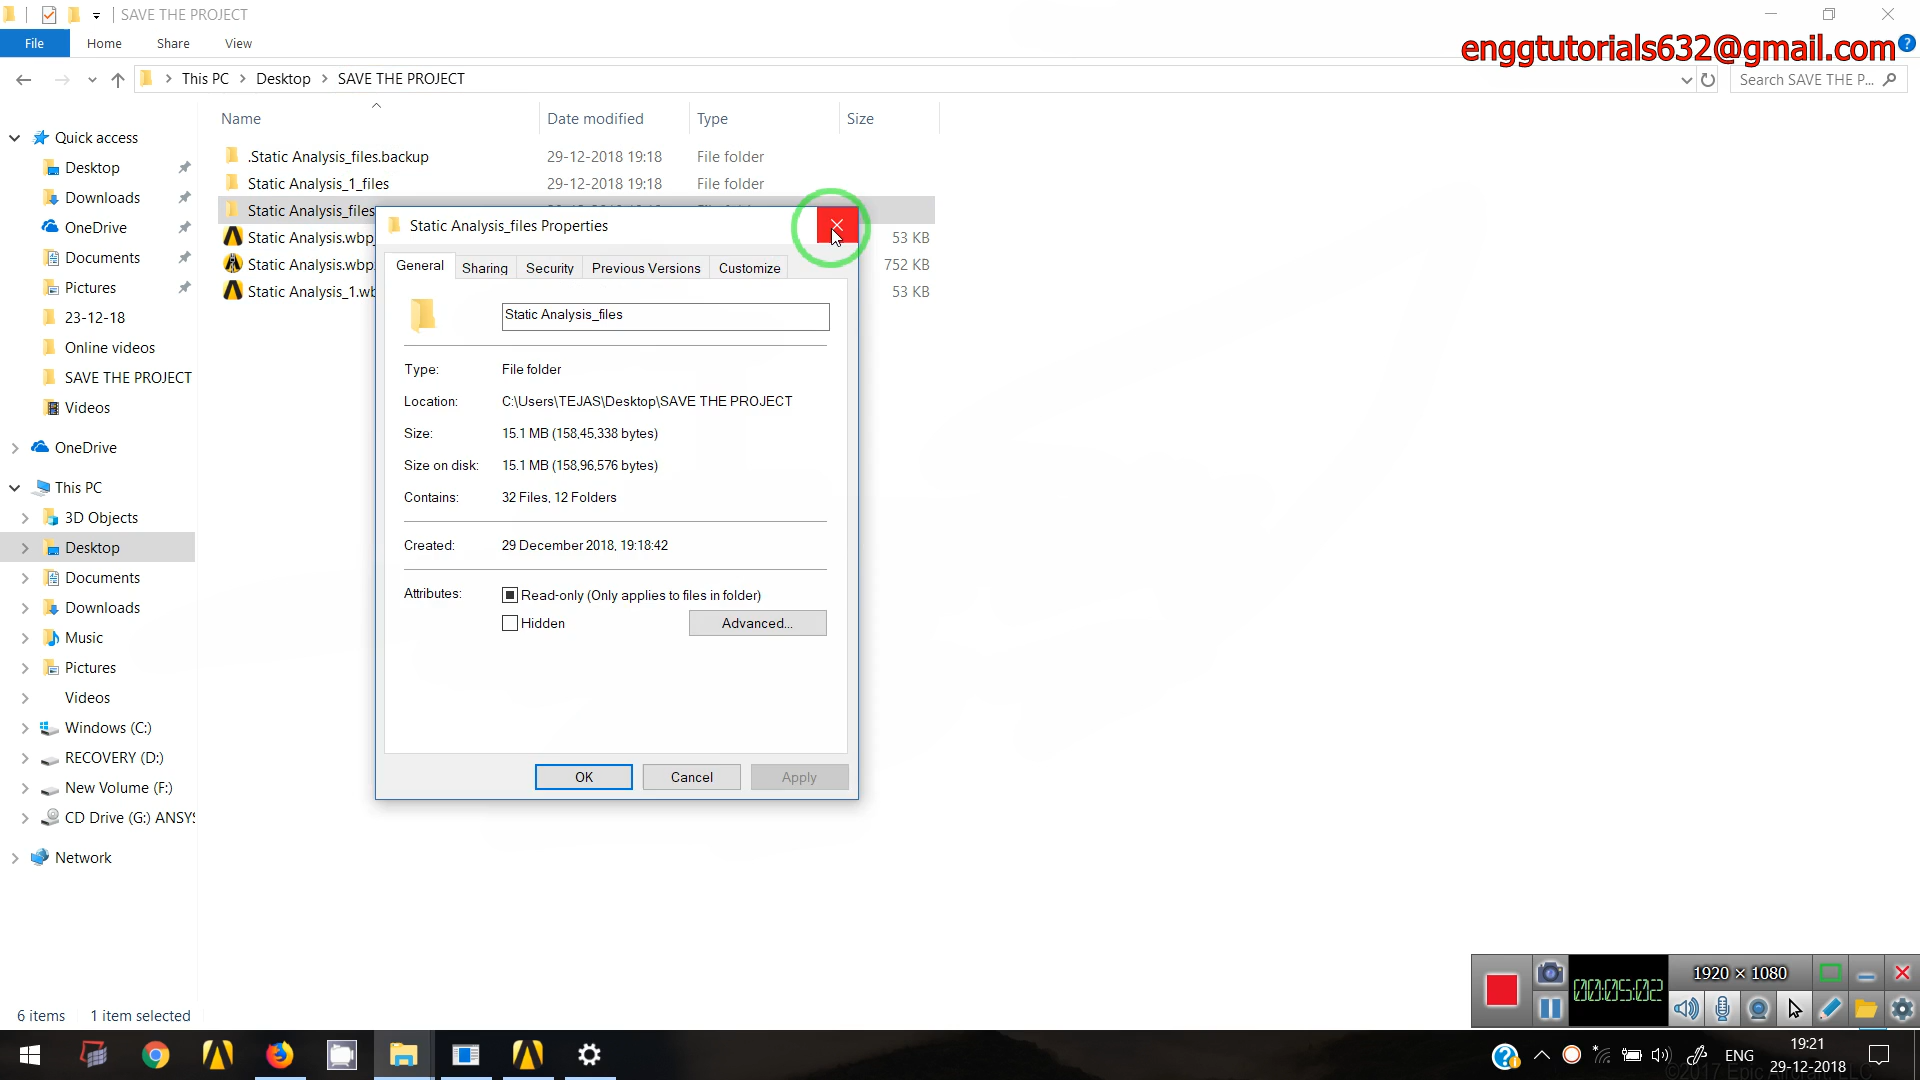 SAVE THE PROJECT
File Home Share View
enggtutorials632@gmail.com
This PC Desktop SAVE THE PROJECT
Search SAVE THE P...
Name Date modified Type Size
Quick access
Desktop
Downloads
OneDrive
Documents
Pictures
23-12-18
Online videos
SAVE THE PROJECT
Videos
OneDrive
This PC
3D Objects
Desktop
Documents
Downloads
Music
Pictures
Videos
Windows (C:)
RECOVERY (D:)
New Volume (F:)
CD Drive (G:) ANSYS
Network
.Static Analysis_files.backup 29-12-2018 19:18 File folder
Static Analysis_1_files 29-12-2018 19:18 File folder
Static Analysis_files
Static Analysis.wbp 53 KB
Static Analysis.wbp 752 KB
Static Analysis_1.wb 53 KB
Static Analysis_files Properties
General Sharing Security Previous Versions Customize
Static Analysis_files
Type: File folder
Location: C:\Users\TEJAS\Desktop\SAVE THE PROJECT
Size: 15.1 MB (158,45,338 bytes)
Size on disk: 15.1 MB (158,96,576 bytes)
Contains: 32 Files, 12 Folders
Created: 29 December 2018, 19:18:42
Attributes: Read-only (Only applies to files in folder)
Hidden Advanced...
OK Cancel Apply
6 items 1 item selected
00:05:02
1920 × 1080
ENG
19:21
29-12-2018
©2017 Epic Aircraft, LLC